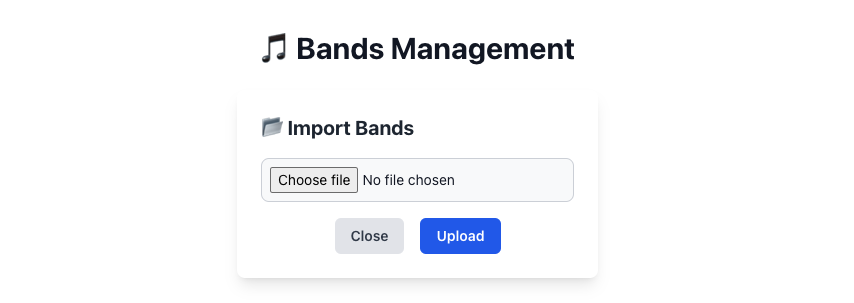 🎵 Bands Management
📂 Import Bands
Choose file No file chosen
Close Upload